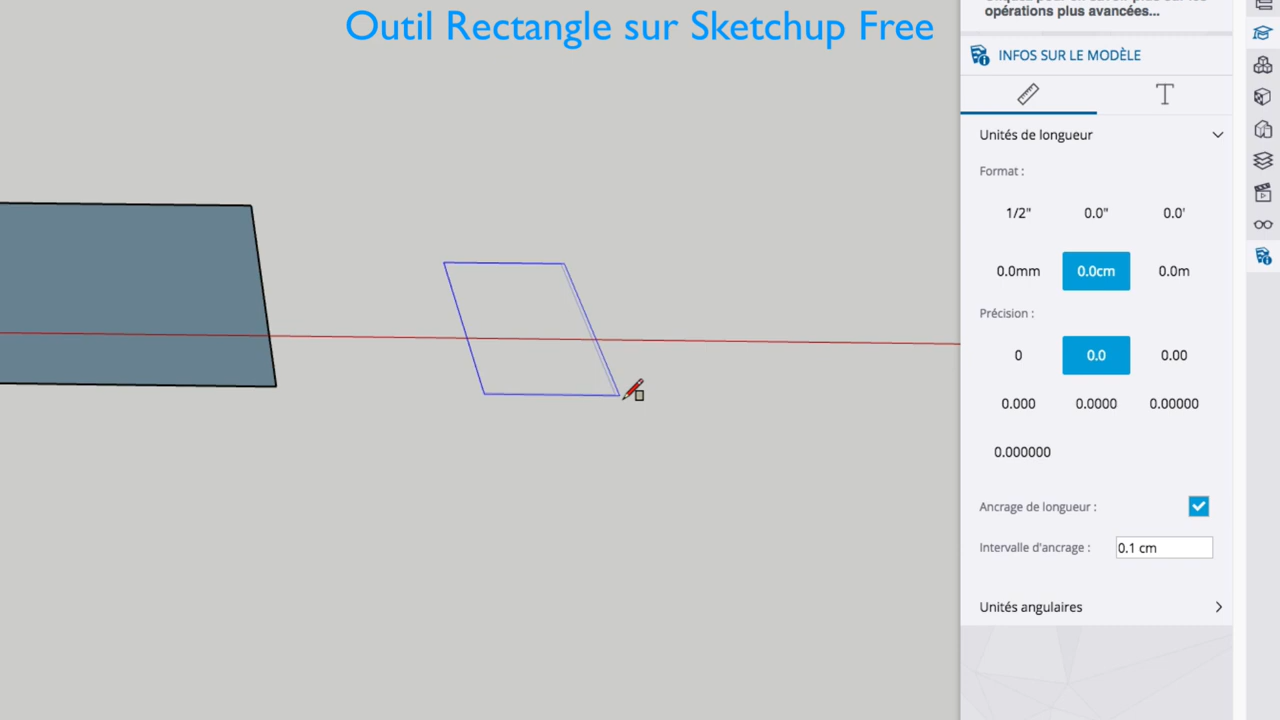 Outil Rectangle sur Sketchup Free
opérations plus avancées...
INFOS SUR LE MODÈLE
Unités de longueur
Format :
1/2" 0.0" 0.0'
0.0mm 0.0cm 0.0m
Précision :
0 0.0 0.00
0.000 0.0000 0.00000
0.000000
Ancrage de longueur :
Intervalle d'ancrage : 0.1 cm
Unités angulaires